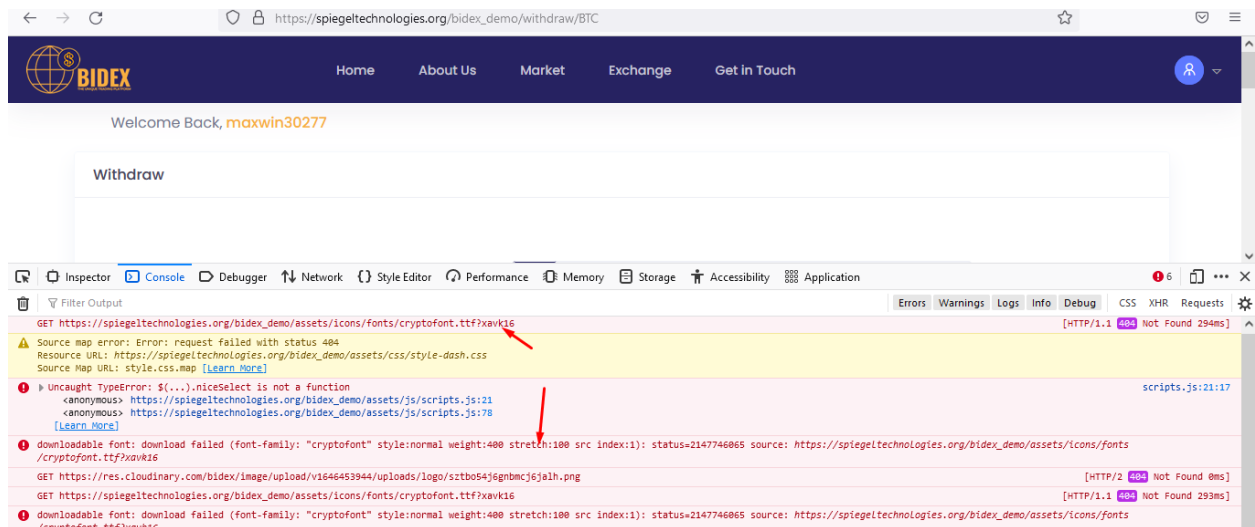 https://spiegeltechnologies.org/bidex_demo/withdraw/BTC
BIDEX
Home About Us Market Exchange Get in Touch
Welcome Back, maxwin30277
Withdraw
Inspector Console Debugger Network Style Editor Performance Memory Storage Accessibility Application 6
Filter Output Errors Warnings Logs Info Debug CSS XHR Requests
GET https://spiegeltechnologies.org/bidex_demo/assets/icons/fonts/cryptofont.ttf?xavk16 [HTTP/1.1 404 Not Found 294ms]
Source map error: Error: request failed with status 404
Resource URL: https://spiegeltechnologies.org/bidex_demo/assets/css/style-dash.css
Source Map URL: style.css.map [Learn More]
Uncaught TypeError: $(...).niceSelect is not a function scripts.js:21:17
<anonymous> https://spiegeltechnologies.org/bidex_demo/assets/js/scripts.js:21
<anonymous> https://spiegeltechnologies.org/bidex_demo/assets/js/scripts.js:78
[Learn More]
downloadable font: download failed (font-family: "cryptofont" style:normal weight:400 stretch:100 src index:1): status=2147746065 source: https://spiegeltechnologies.org/bidex_demo/assets/icons/fonts
/cryptofont.ttf?xavk16
GET https://res.cloudinary.com/bidex/image/upload/v1646453944/uploads/logo/sztbo54j6gnbmcj6jalh.png [HTTP/2 404 Not Found 0ms]
GET https://spiegeltechnologies.org/bidex_demo/assets/icons/fonts/cryptofont.ttf?xavk16 [HTTP/1.1 404 Not Found 293ms]
downloadable font: download failed (font-family: "cryptofont" style:normal weight:400 stretch:100 src index:1): status=2147746065 source: https://spiegeltechnologies.org/bidex_demo/assets/icons/fonts
/cryptofont.ttf?xavk16